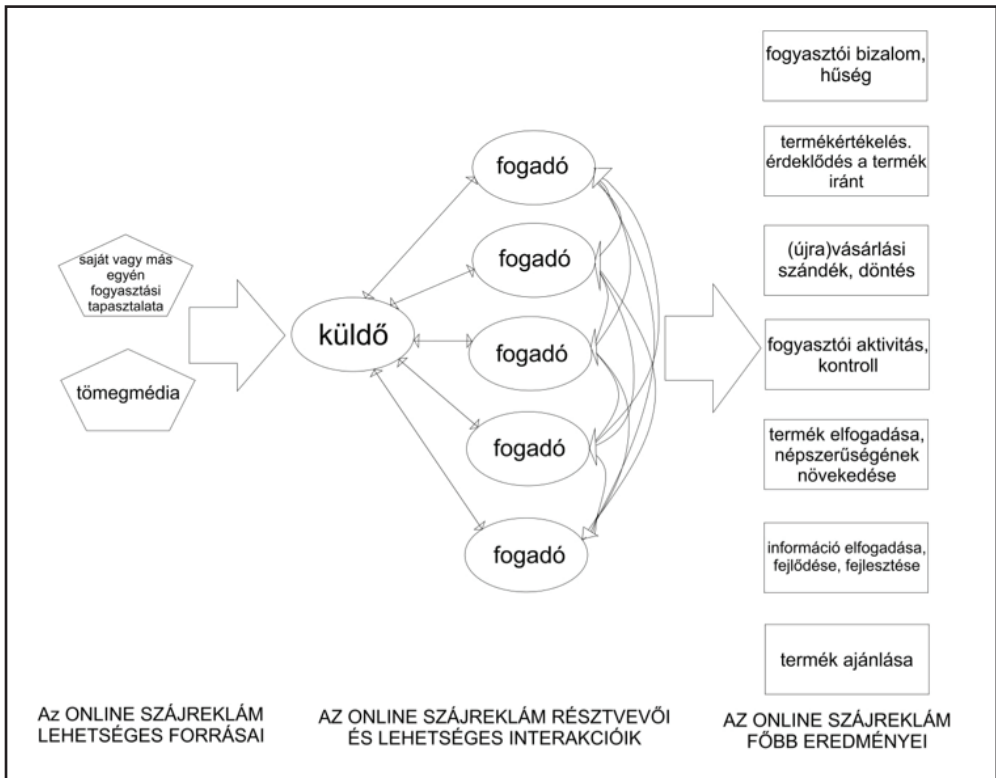 saját vagy más
egyén
fogyasztási
tapasztalata
tömegmédia
küldő
fogadó
fogadó
fogadó
fogadó
fogadó
fogyasztói bizalom,
hűség
termékértékelés.
érdeklődés a termék
iránt
(újra)vásárlási
szándék, döntés
fogyasztói aktivitás,
kontroll
termék elfogadása,
népszerűségének
növekedése
információ elfogadása,
fejlődése, fejlesztése
termék ajánlása
Az ONLINE SZÁJREKLÁM
LEHETSÉGES FORRÁSAI
AZ ONLINE SZÁJREKLÁM RÉSZTVEVŐI
ÉS LEHETSÉGES INTERAKCIÓIK
AZ ONLINE SZÁJREKLÁM
FŐBB EREDMÉNYEI